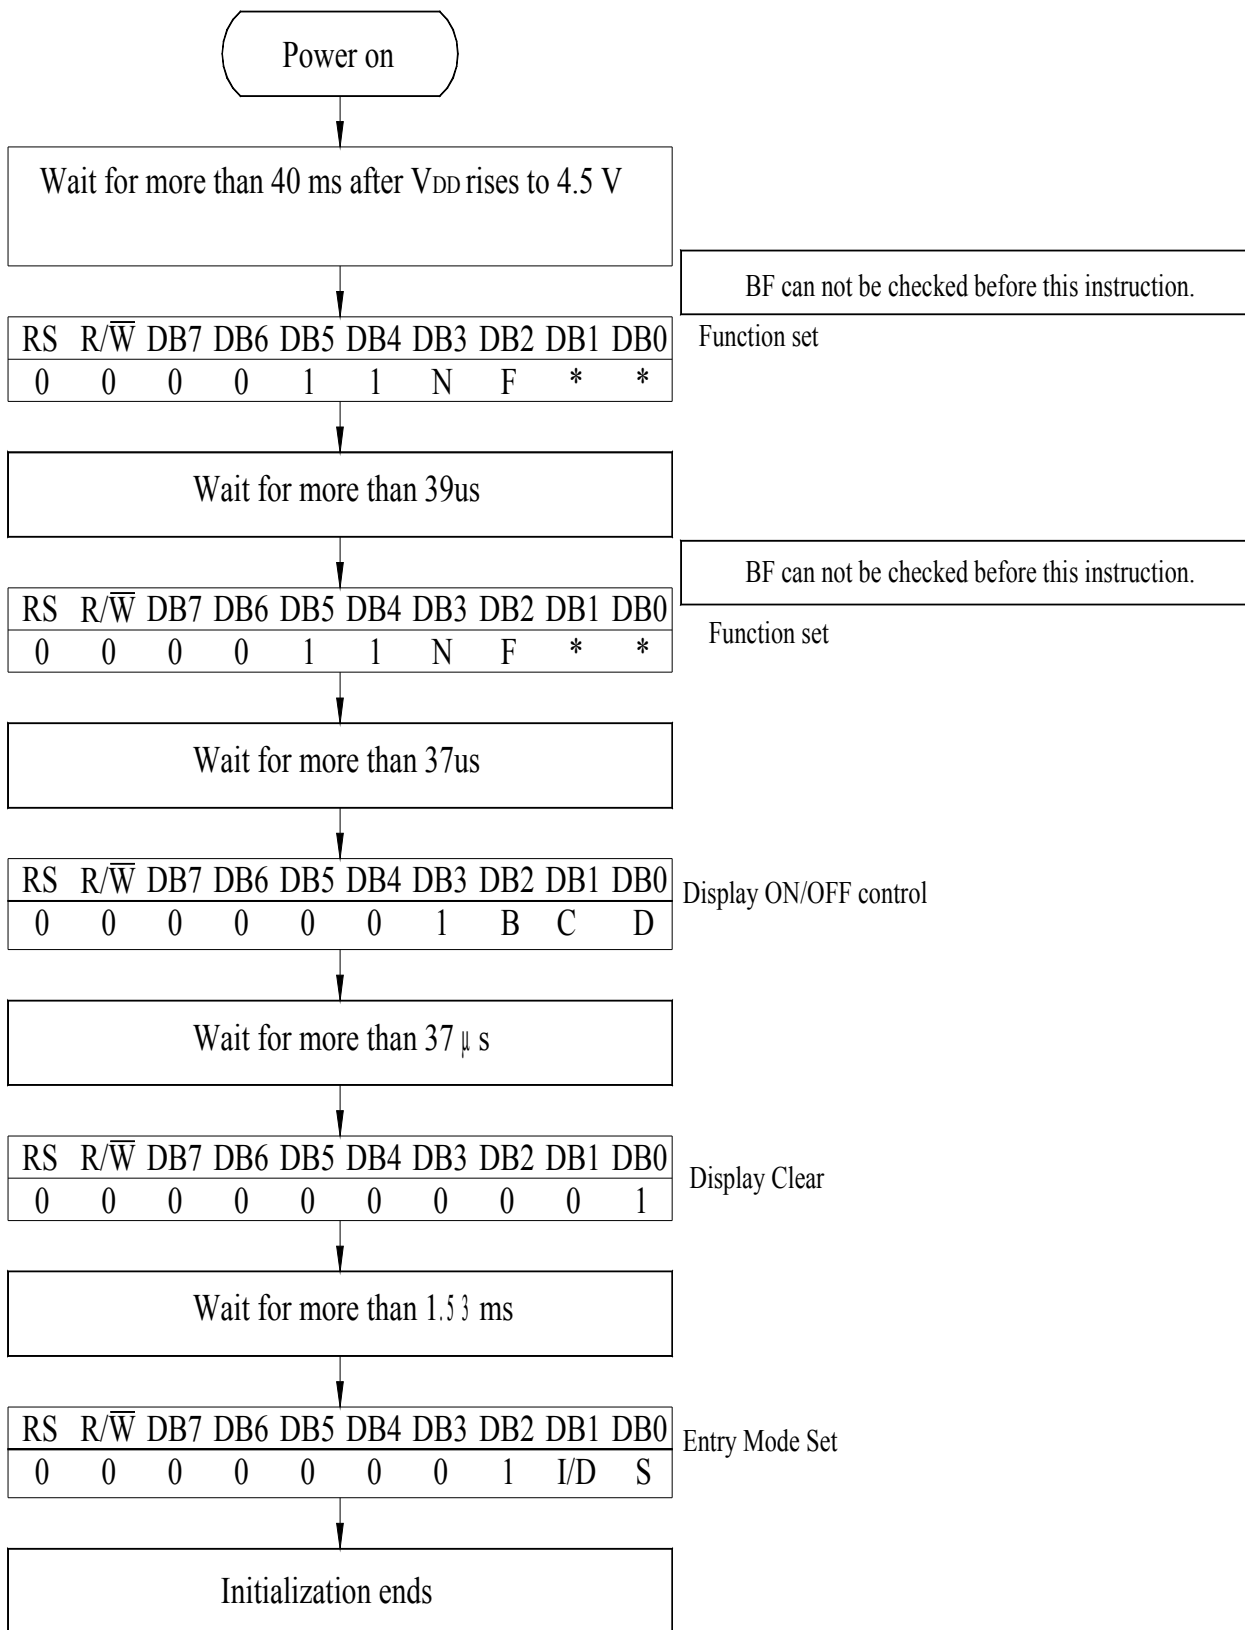 Power on
Wait for more than 40 ms after VDD rises to 4.5 V
BF can not be checked before this instruction.
RS R/W̅ DB7 DB6 DB5 DB4 DB3 DB2 DB1 DB0
Function set
0 0 0 0 1 1 N F * *
Wait for more than 39us
BF can not be checked before this instruction.
RS R/W̅ DB7 DB6 DB5 DB4 DB3 DB2 DB1 DB0
Function set
0 0 0 0 1 1 N F * *
Wait for more than 37us
RS R/W̅ DB7 DB6 DB5 DB4 DB3 DB2 DB1 DB0
Display ON/OFF control
0 0 0 0 0 0 1 B C D
Wait for more than 37 μ s
RS R/W̅ DB7 DB6 DB5 DB4 DB3 DB2 DB1 DB0
Display Clear
0 0 0 0 0 0 0 0 0 1
Wait for more than 1.53 ms
RS R/W̅ DB7 DB6 DB5 DB4 DB3 DB2 DB1 DB0
Entry Mode Set
0 0 0 0 0 0 0 1 I/D S
Initialization ends